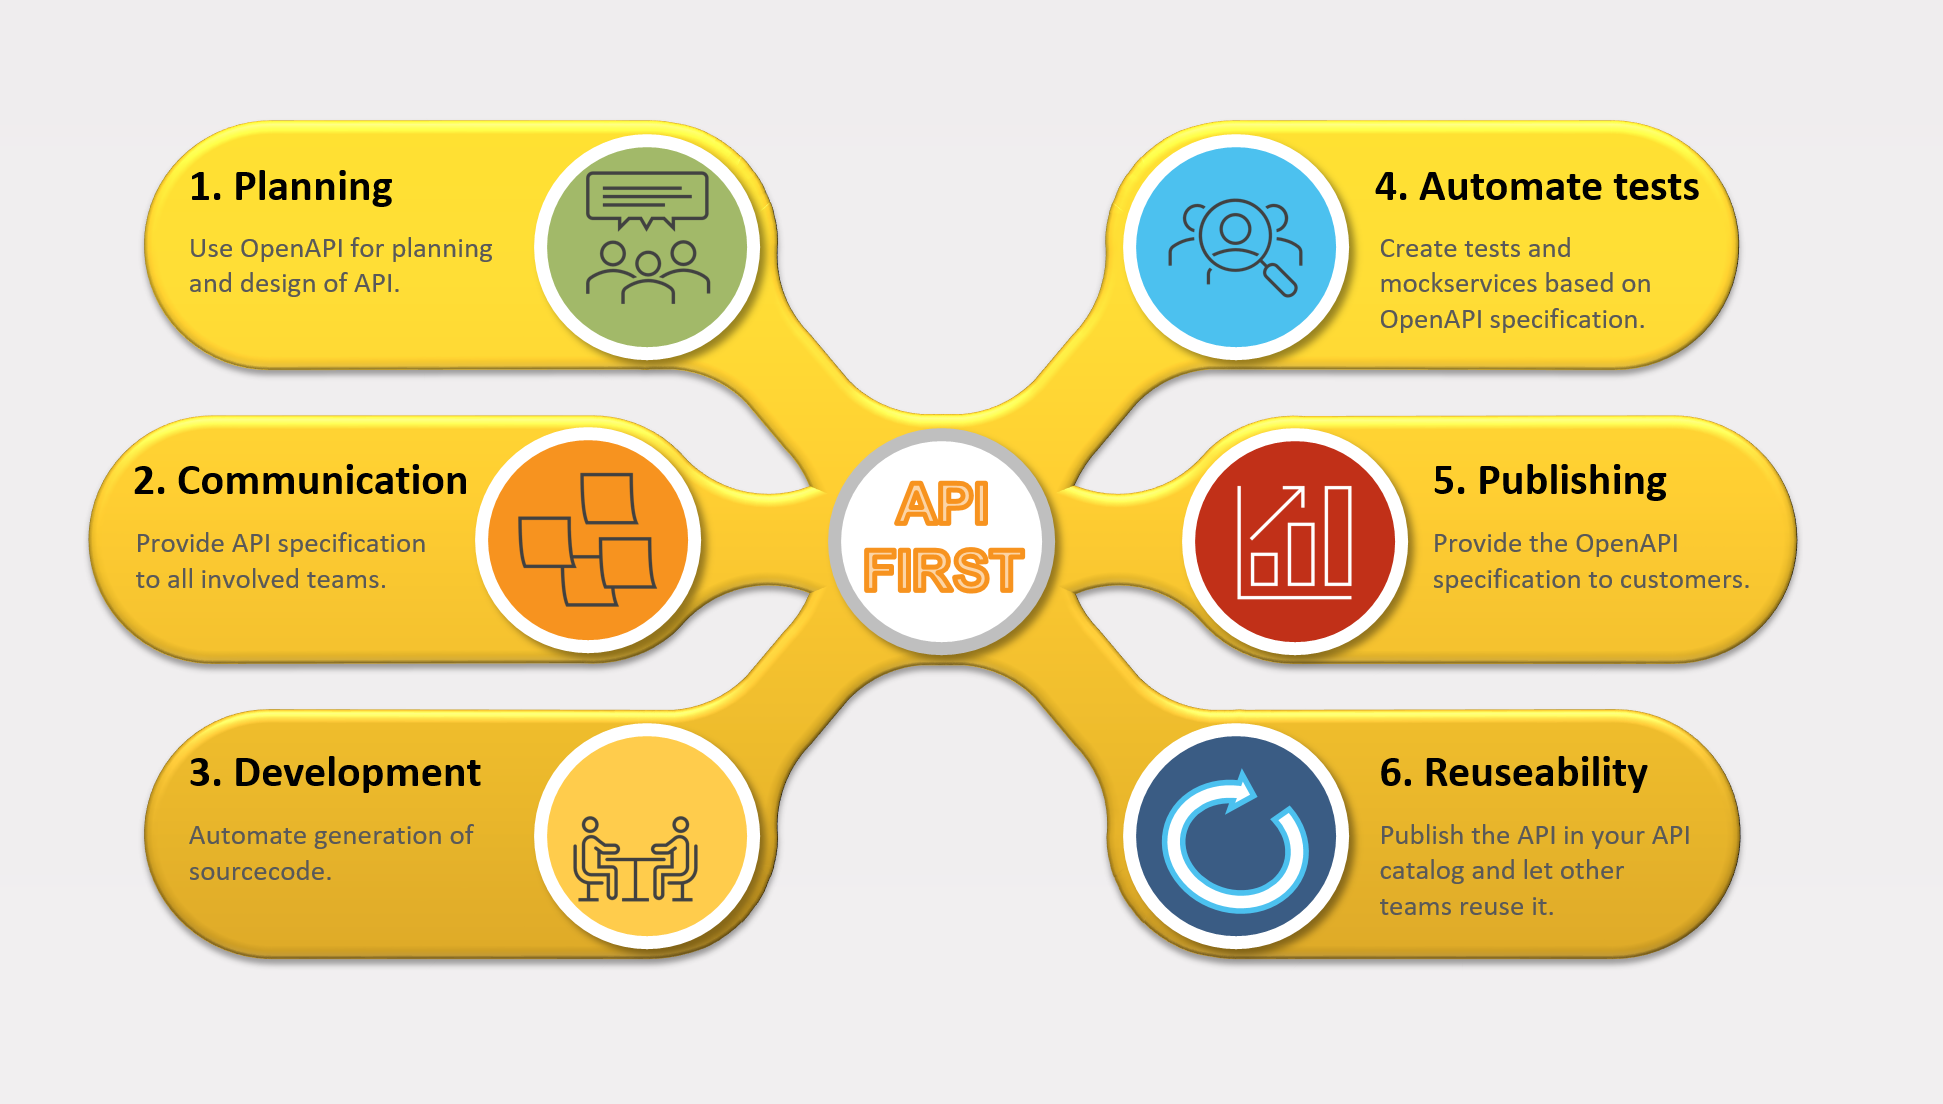 1. Planning
Use OpenAPI for planning
and design of API.
2. Communication
Provide API specification
to all involved teams.
3. Development
Automate generation of
sourcecode.
API
FIRST
4. Automate tests
Create tests and
mockservices based on
OpenAPI specification.
5. Publishing
Provide the OpenAPI
specification to customers.
6. Reuseability
Publish the API in your API
catalog and let other
teams reuse it.